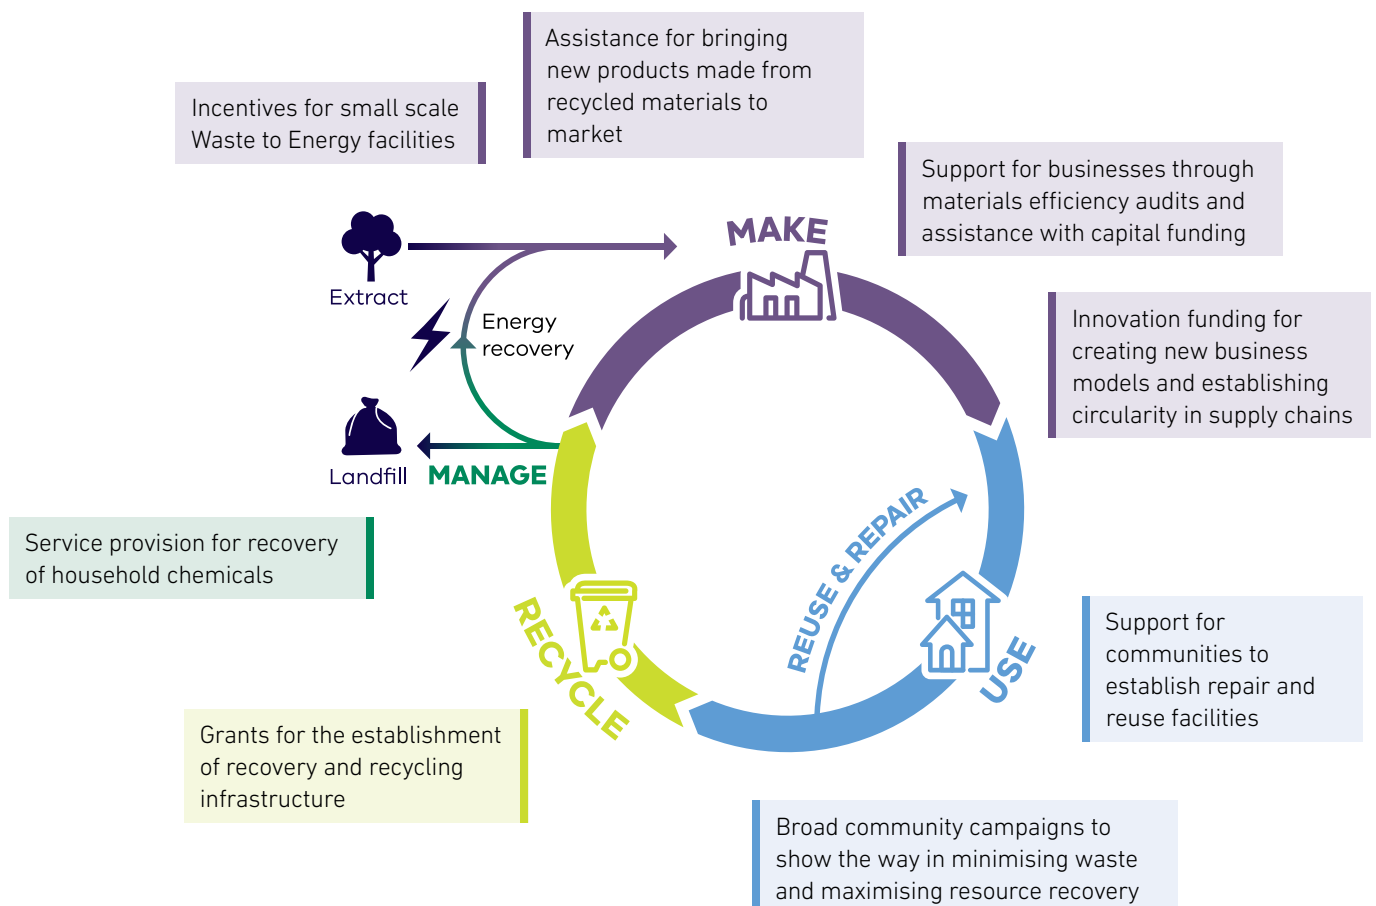 Assistance for bringing
new products made from
recycled materials to
market
Incentives for small scale
Waste to Energy facilities
Support for businesses through
materials efficiency audits and
assistance with capital funding
MAKE
Extract
Energy
recovery
Innovation funding for
creating new business
models and establishing
circularity in supply chains
Landfill
MANAGE
REUSE & REPAIR
Service provision for recovery
of household chemicals
RECYCLE
USE
Support for
communities to
establish repair and
reuse facilities
Grants for the establishment
of recovery and recycling
infrastructure
Broad community campaigns to
show the way in minimising waste
and maximising resource recovery